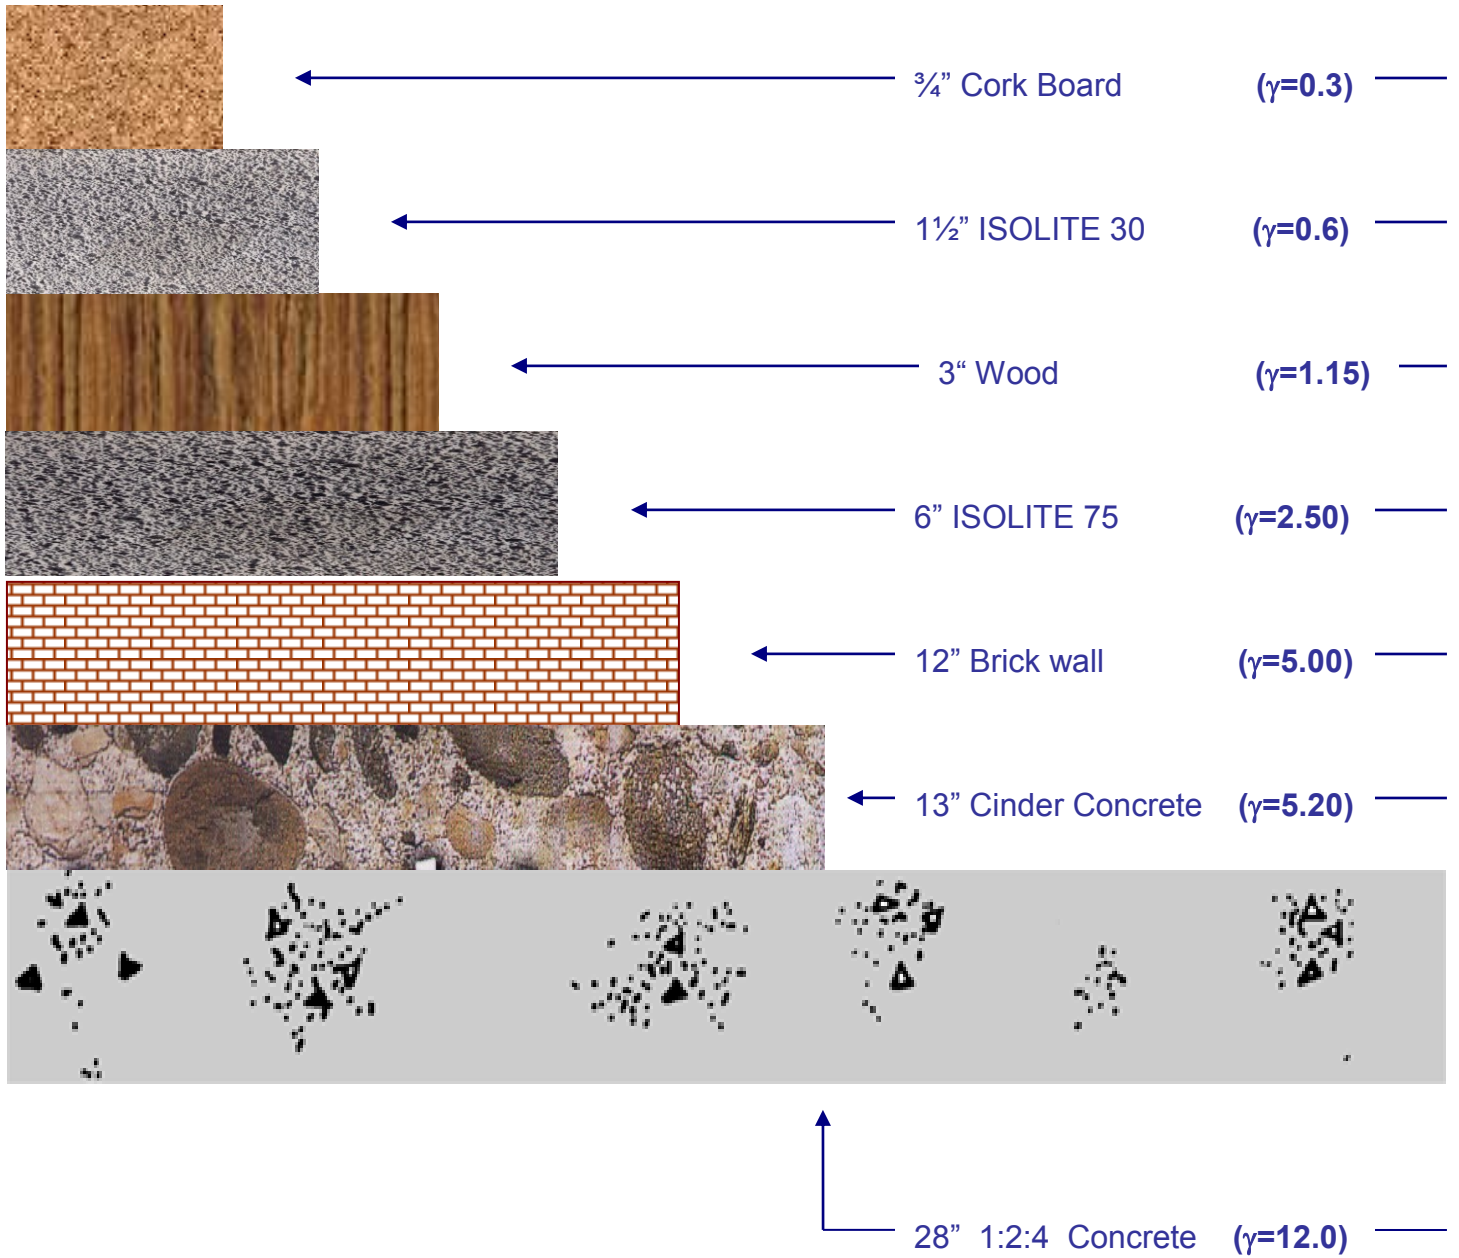 ¾” Cork Board (γ=0.3)
1½” ISOLITE 30 (γ=0.6)
3“ Wood (γ=1.15)
6” ISOLITE 75 (γ=2.50)
12” Brick wall (γ=5.00)
13” Cinder Concrete (γ=5.20)
28” 1:2:4 Concrete (γ=12.0)